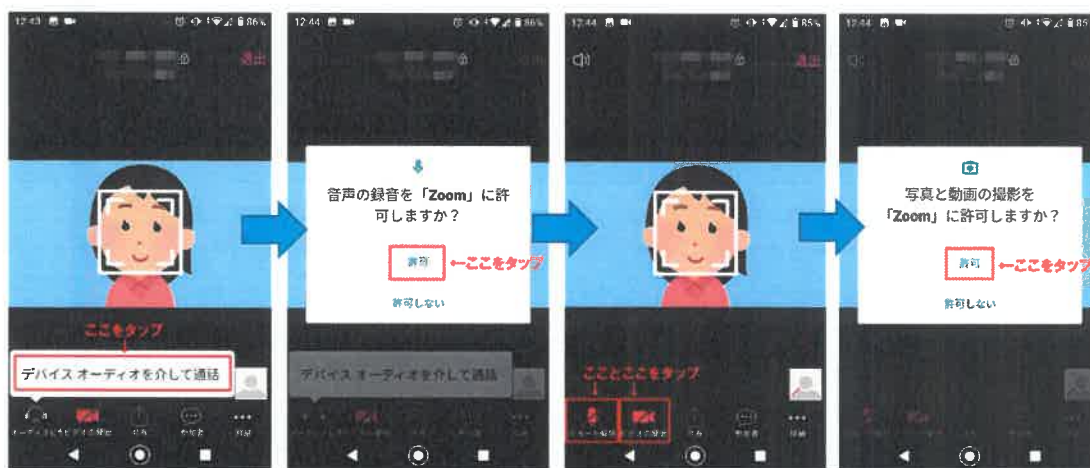 12:43
86%
退出
ここをタップ
デバイス オーディオを介して通話
12:44
86%
音声の録音を「Zoom」に許
可しますか？
許可
←ここをタップ
許可しない
デバイス オーディオを介して通話
12:44
85%
退出
こことここをタップ
12:44
85
写真と動画の撮影を
「Zoom」に許可しますか？
許可
←ここをタップ
許可しない